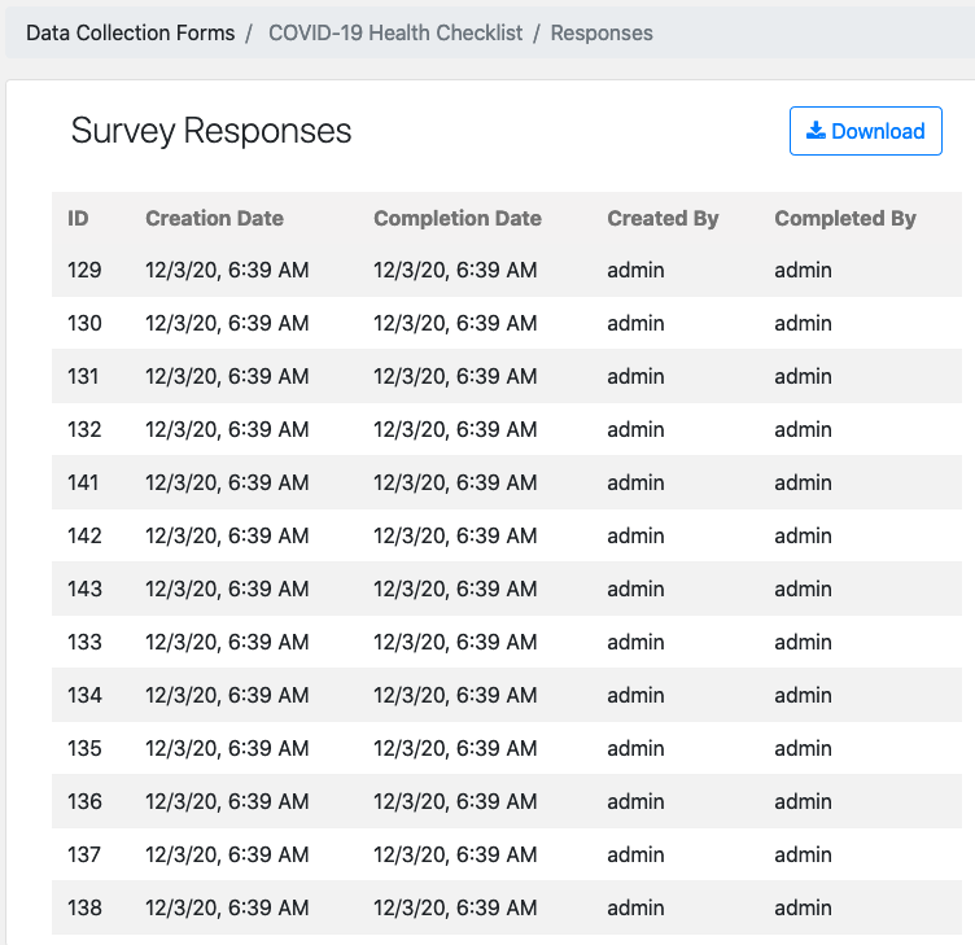 Data Collection Forms / COVID-19 Health Checklist / Responses
Survey Responses
Download
ID Creation Date Completion Date Created By Completed By
129 12/3/20, 6:39 AM 12/3/20, 6:39 AM admin admin
130 12/3/20, 6:39 AM 12/3/20, 6:39 AM admin admin
131 12/3/20, 6:39 AM 12/3/20, 6:39 AM admin admin
132 12/3/20, 6:39 AM 12/3/20, 6:39 AM admin admin
141 12/3/20, 6:39 AM 12/3/20, 6:39 AM admin admin
142 12/3/20, 6:39 AM 12/3/20, 6:39 AM admin admin
143 12/3/20, 6:39 AM 12/3/20, 6:39 AM admin admin
133 12/3/20, 6:39 AM 12/3/20, 6:39 AM admin admin
134 12/3/20, 6:39 AM 12/3/20, 6:39 AM admin admin
135 12/3/20, 6:39 AM 12/3/20, 6:39 AM admin admin
136 12/3/20, 6:39 AM 12/3/20, 6:39 AM admin admin
137 12/3/20, 6:39 AM 12/3/20, 6:39 AM admin admin
138 12/3/20, 6:39 AM 12/3/20, 6:39 AM admin admin